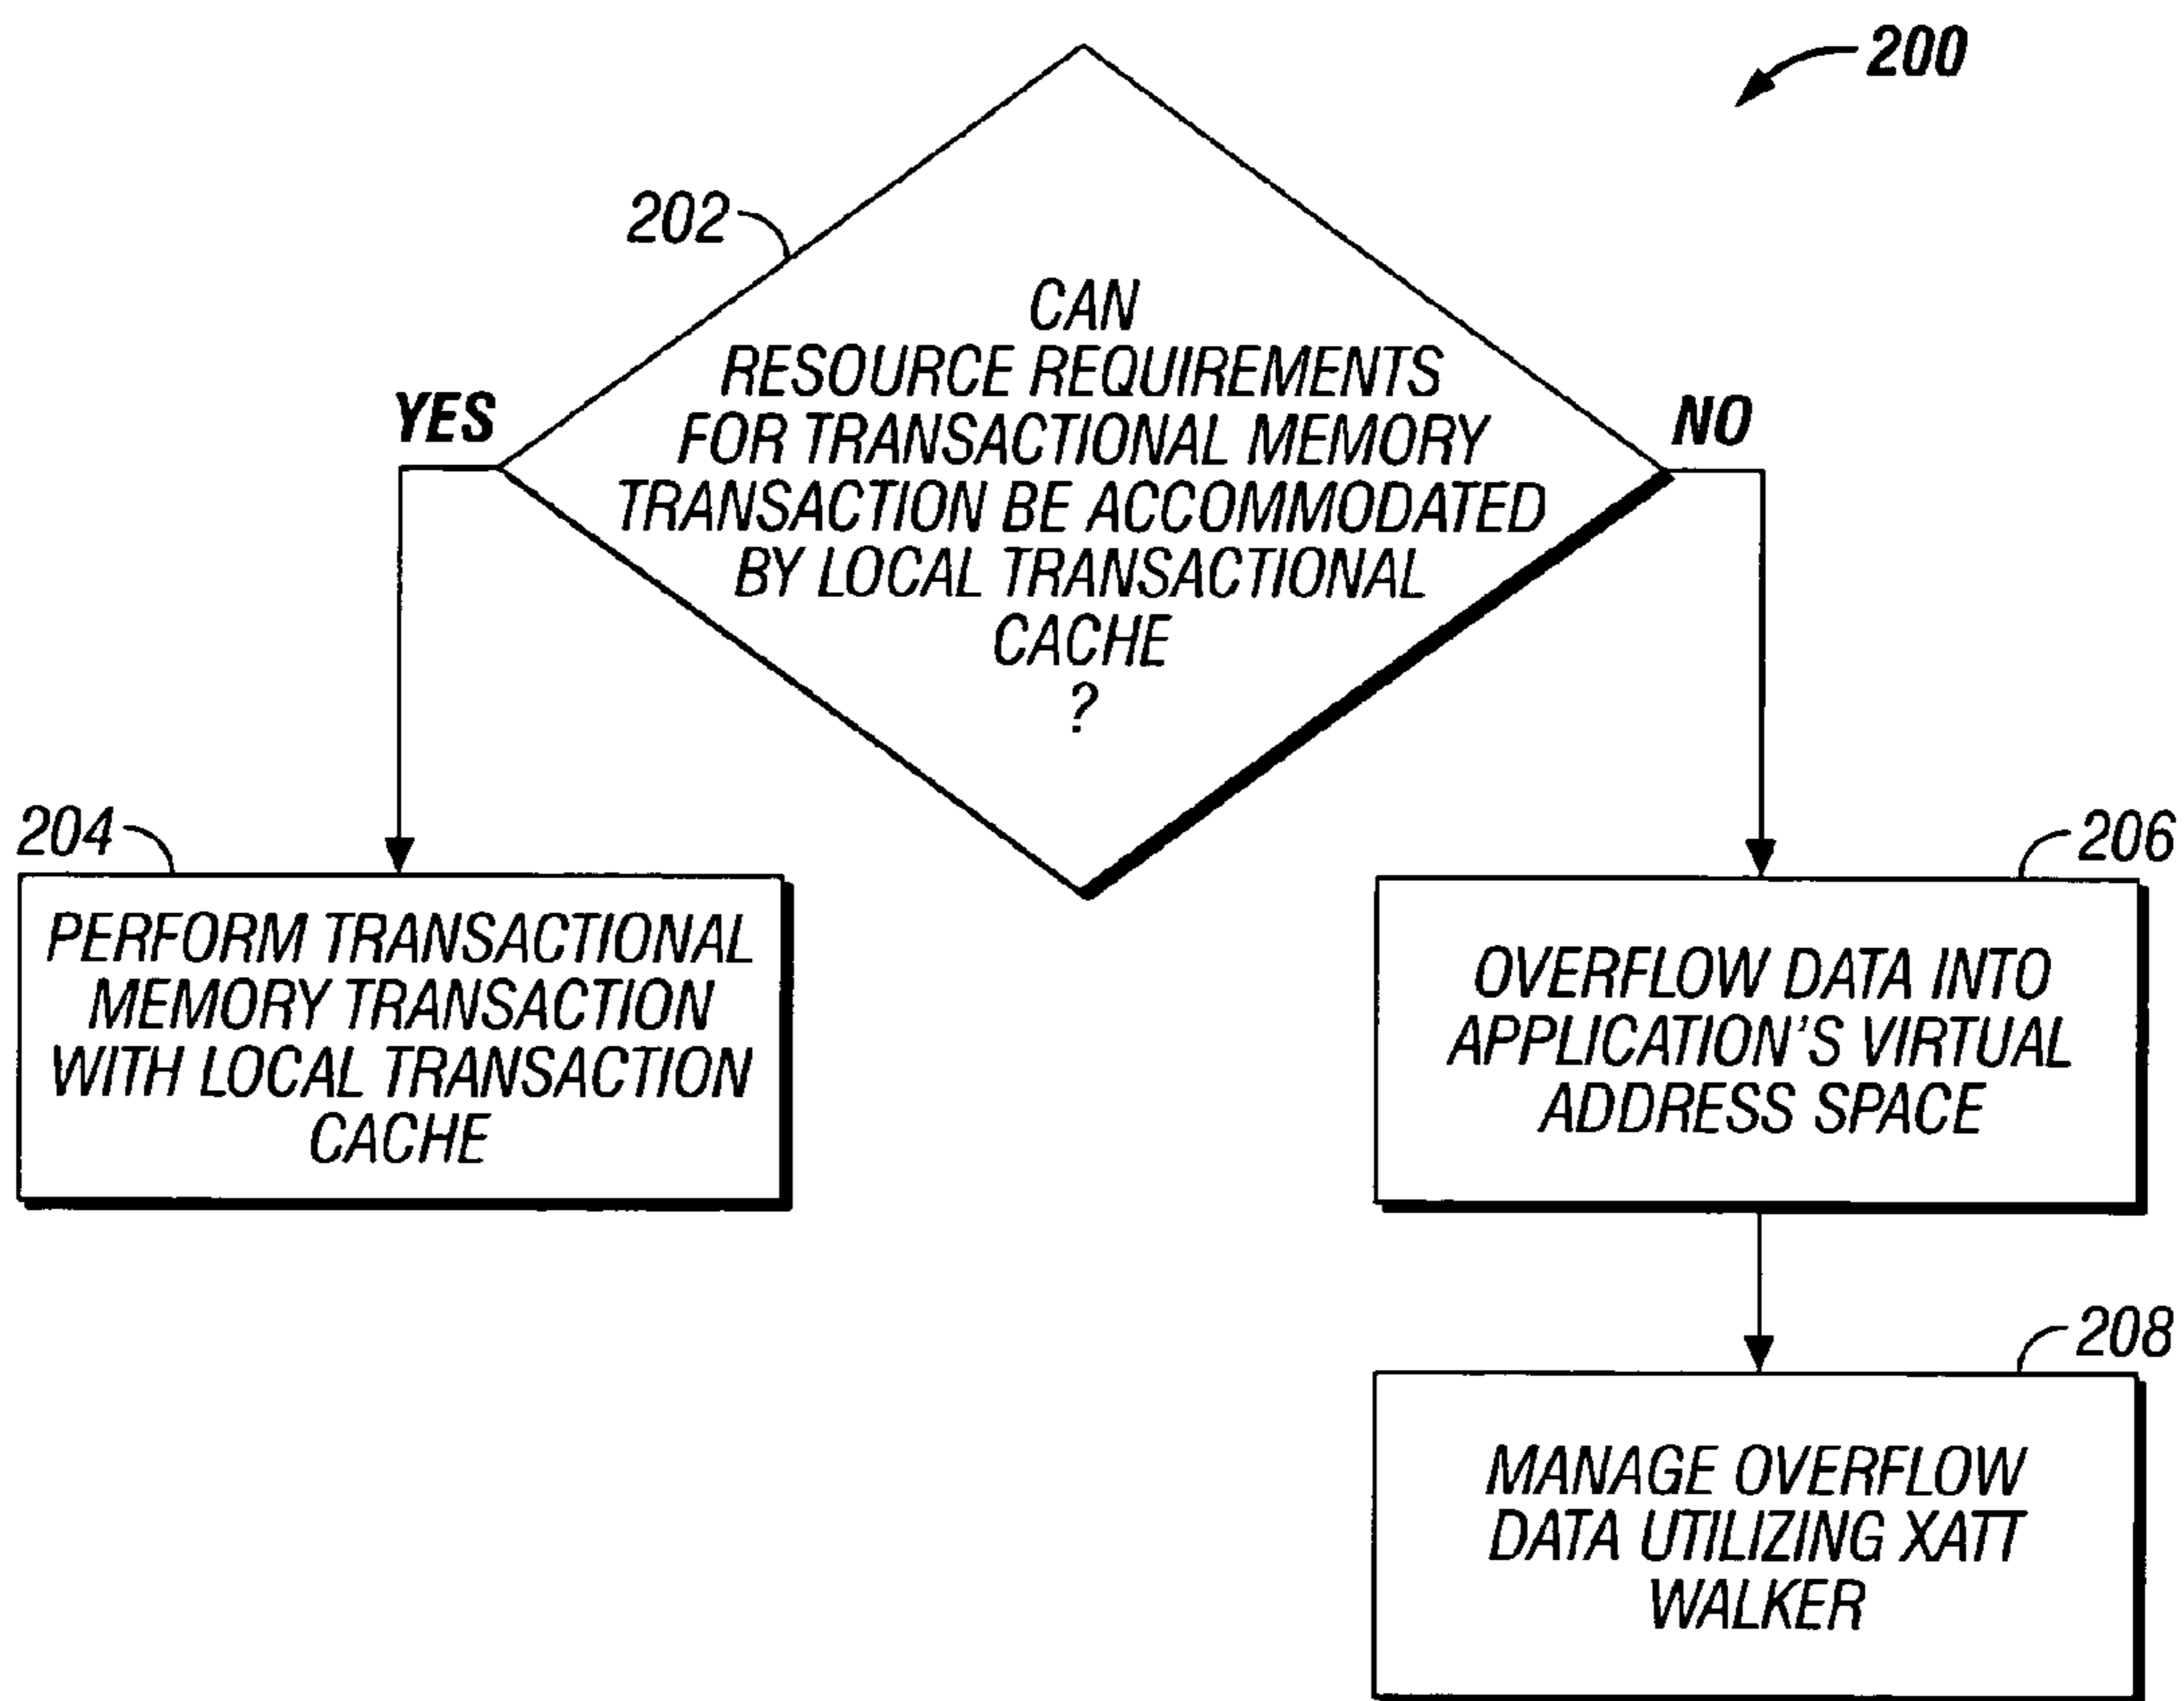 200
202
CAN
RESOURCE REQUIREMENTS
FOR TRANSACTIONAL MEMORY
TRANSACTION BE ACCOMMODATED
BY LOCAL TRANSACTIONAL
CACHE
?
YES
NO
204
PERFORM TRANSACTIONAL
MEMORY TRANSACTION
WITH LOCAL TRANSACTION
CACHE
206
OVERFLOW DATA INTO
APPLICATION'S VIRTUAL
ADDRESS SPACE
208
MANAGE OVERFLOW
DATA UTILIZING XATT
WALKER